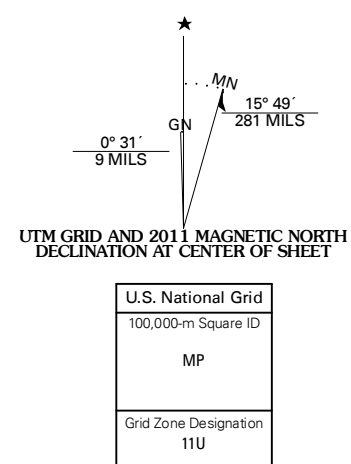 ★
MN
GN
15° 49´
281 MILS
0° 31´
9 MILS
UTM GRID AND 2011 MAGNETIC NORTH
DECLINATION AT CENTER OF SHEET
U.S. National Grid
100,000-m Square ID
MP
Grid Zone Designation
11U